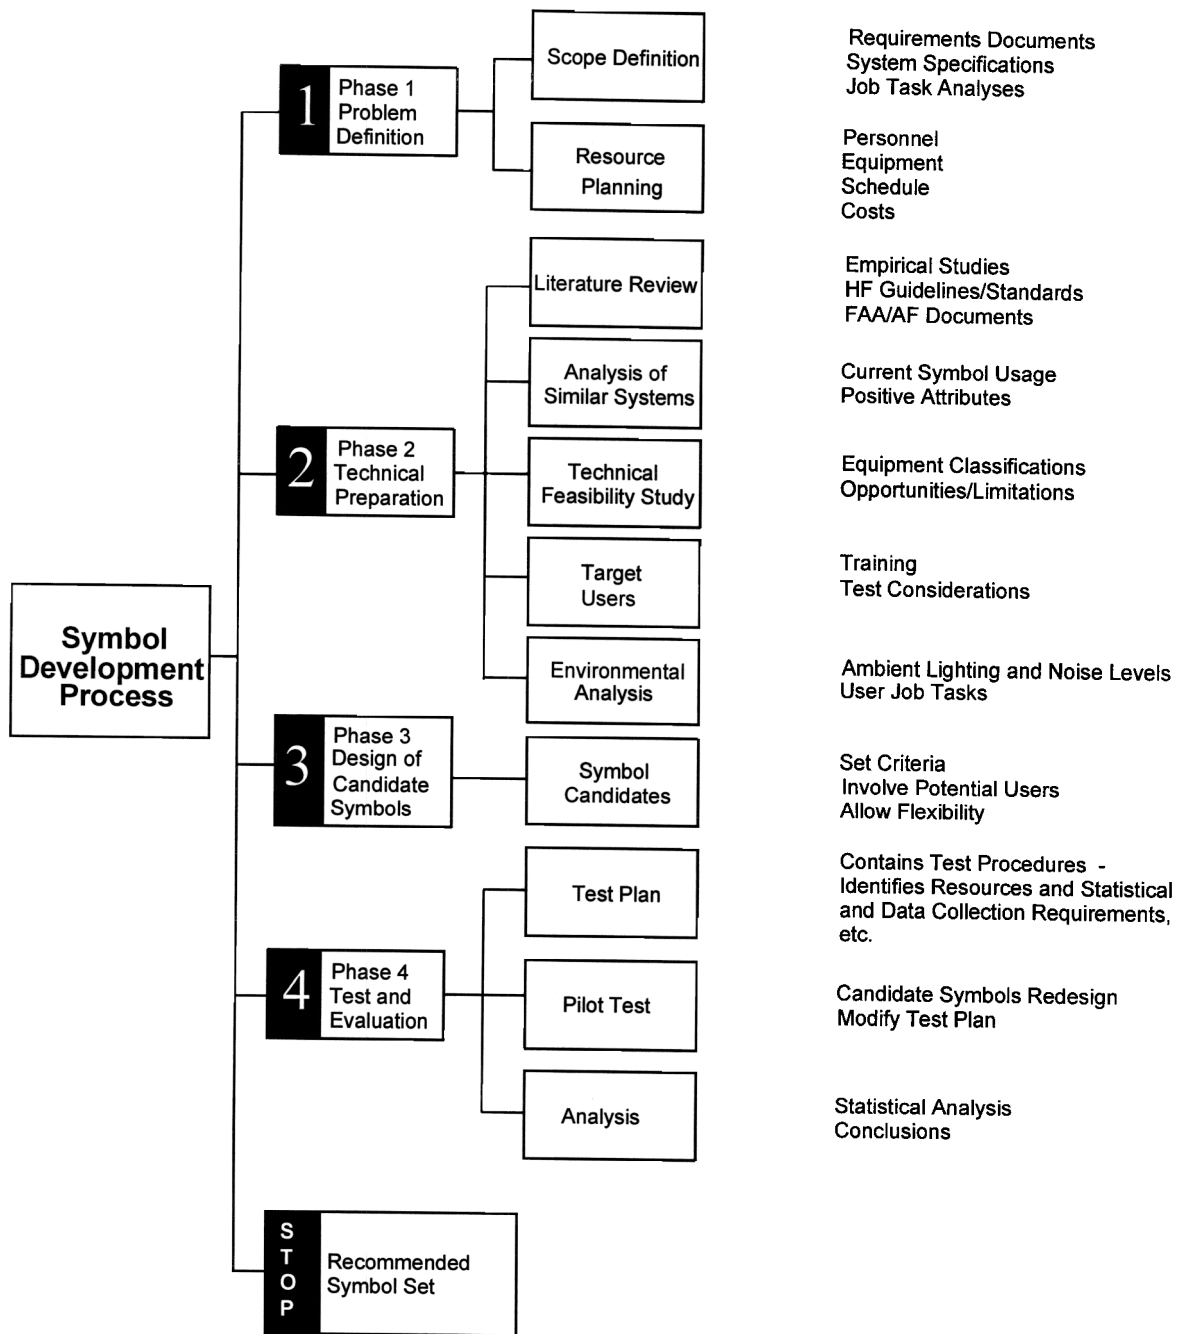 Symbol
Development
Process
1
Phase 1
Problem
Definition
Scope Definition
Requirements Documents
System Specifications
Job Task Analyses
Resource
Planning
Personnel
Equipment
Schedule
Costs
2
Phase 2
Technical
Preparation
Literature Review
Empirical Studies
HF Guidelines/Standards
FAA/AF Documents
Analysis of
Similar Systems
Current Symbol Usage
Positive Attributes
Technical
Feasibility Study
Equipment Classifications
Opportunities/Limitations
Target
Users
Training
Test Considerations
Environmental
Analysis
Ambient Lighting and Noise Levels
User Job Tasks
3
Phase 3
Design of
Candidate
Symbols
Symbol
Candidates
Set Criteria
Involve Potential Users
Allow Flexibility
4
Phase 4
Test and
Evaluation
Test Plan
Contains Test Procedures -
Identifies Resources and Statistical
and Data Collection Requirements,
etc.
Pilot Test
Candidate Symbols Redesign
Modify Test Plan
Analysis
Statistical Analysis
Conclusions
STOP
Recommended
Symbol Set